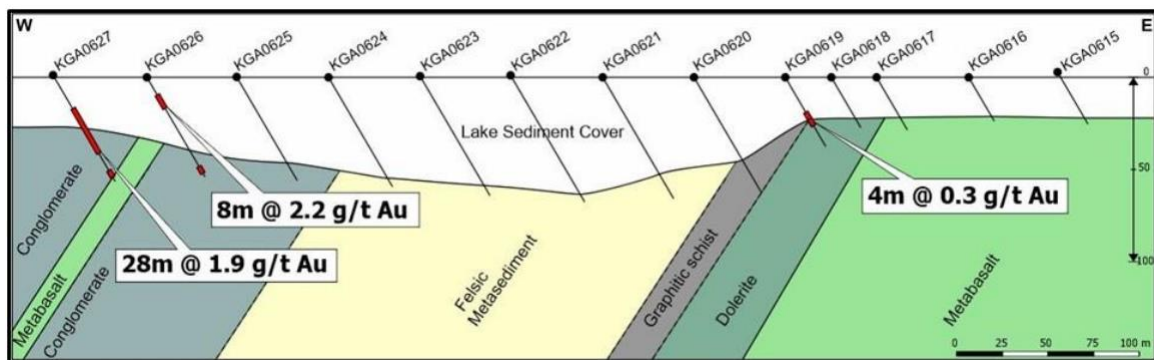 W
E
KGA0627
KGA0626
KGA0625
KGA0624
KGA0623
KGA0622
KGA0621
KGA0620
KGA0619
KGA0618
KGA0617
KGA0616
KGA0615
0
Lake Sediment Cover
50
8m @ 2.2 g/t Au
4m @ 0.3 g/t Au
28m @ 1.9 g/t Au
100
Conglomerate
Metabasalt
Conglomerate
Felsic
Metasediment
Graphitic schist
Dolerite
Metabasalt
0 25 50 75 100 m